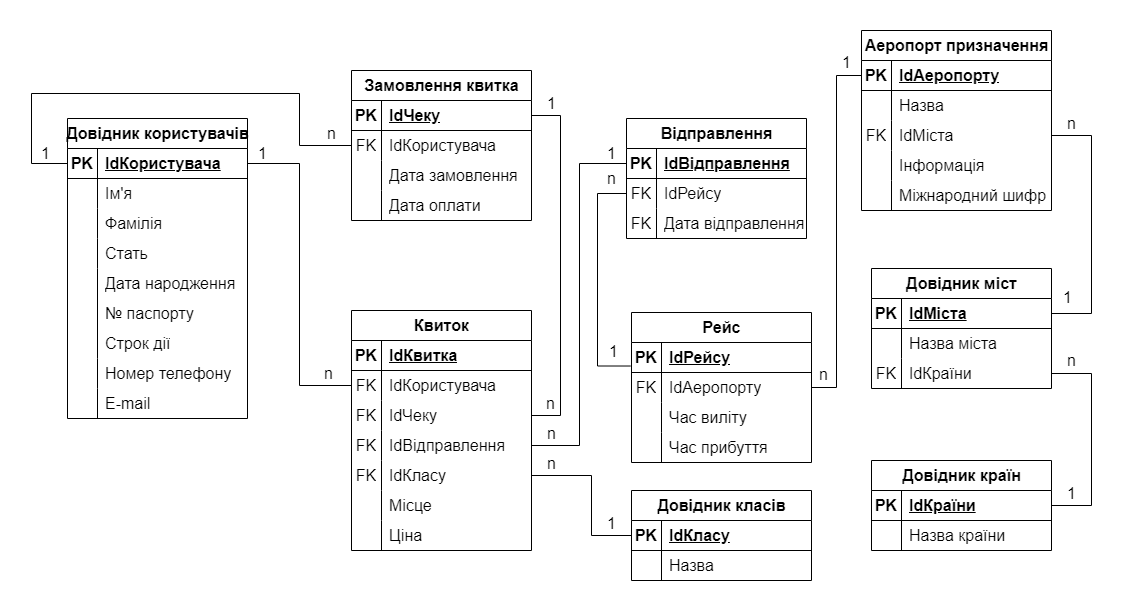 Довідник користувачів
PK IdКористувача
Ім'я
Фамілія
Стать
Дата народження
№ паспорту
Строк дії
Номер телефону
E-mail
1
1
n
n
Замовлення квитка
PK IdЧеку
FK IdКористувача
Дата замовлення
Дата оплати
1
Квиток
PK IdКвитка
FK IdКористувача
FK IdЧеку
FK IdВідправлення
FK IdКласу
Місце
Ціна
n
n
n
Відправлення
PK IdВідправлення
FK IdРейсу
FK Дата відправлення
1
n
Рейс
PK IdРейсу
FK IdАеропорту
Час виліту
Час прибуття
1
n
Довідник класів
PK IdКласу
Назва
1
Аеропорт призначення
PK IdАеропорту
Назва
FK IdМіста
Інформація
Міжнародний шифр
1
n
Довідник міст
PK IdМіста
Назва міста
FK IdКраїни
1
n
Довідник країн
PK IdКраїни
Назва країни
1